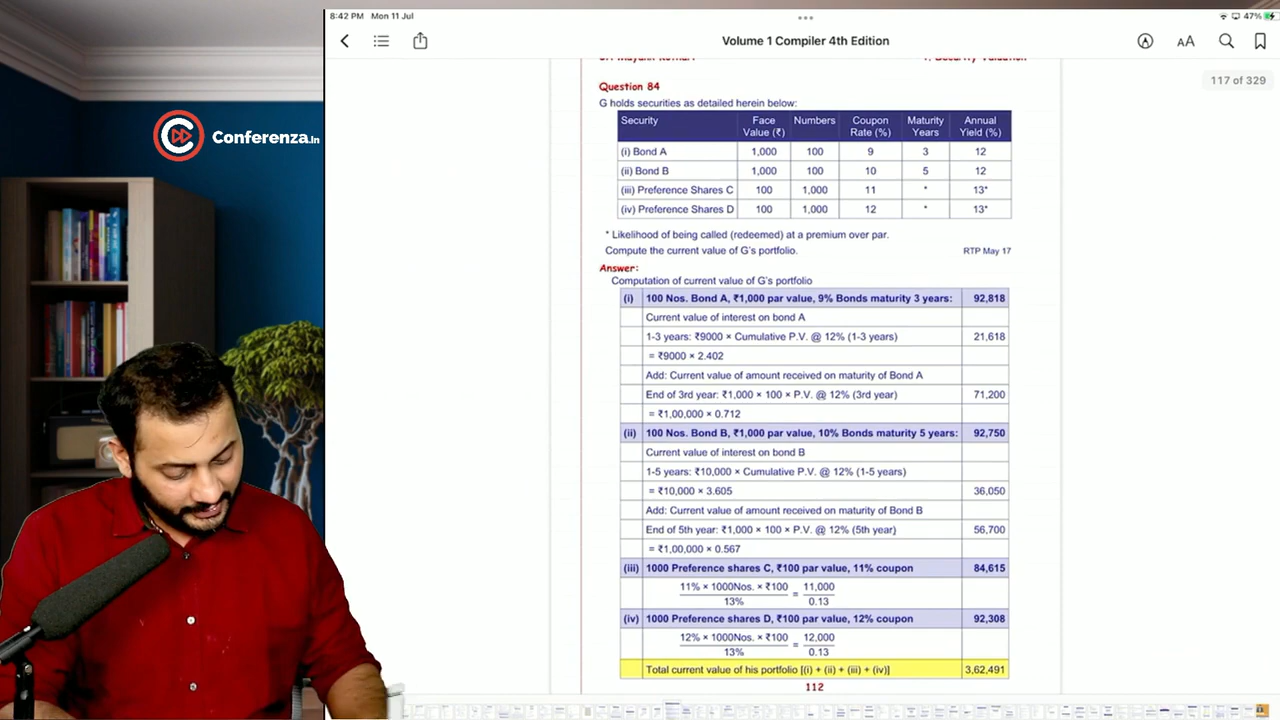 8:42 PM Mon 11 Jul
47%
Volume 1 Compiler 4th Edition
117 of 329
Conferenza.in
Question 84
G holds securities as detailed herein below:
Security Face Value (₹) Numbers Coupon Rate (%) Maturity Years Annual Yield (%)
(i) Bond A 1,000 100 9 3 12
(ii) Bond B 1,000 100 10 5 12
(iii) Preference Shares C 100 1,000 11 * 13*
(iv) Preference Shares D 100 1,000 12 * 13*
* Likelihood of being called (redeemed) at a premium over par.
Compute the current value of G's portfolio. RTP May 17
Answer:
Computation of current value of G's portfolio
(i) 100 Nos. Bond A, ₹1,000 par value, 9% Bonds maturity 3 years: 92,818
Current value of interest on bond A
1-3 years: ₹9000 × Cumulative P.V. @ 12% (1-3 years) 21,618
= ₹9000 × 2.402
Add: Current value of amount received on maturity of Bond A
End of 3rd year: ₹1,000 × 100 × P.V. @ 12% (3rd year) 71,200
= ₹1,00,000 × 0.712
(ii) 100 Nos. Bond B, ₹1,000 par value, 10% Bonds maturity 5 years: 92,750
Current value of interest on bond B
1-5 years: ₹10,000 × Cumulative P.V. @ 12% (1-5 years)
= ₹10,000 × 3.605 36,050
Add: Current value of amount received on maturity of Bond B
End of 5th year: ₹1,000 × 100 × P.V. @ 12% (5th year) 56,700
= ₹1,00,000 × 0.567
(iii) 1000 Preference shares C, ₹100 par value, 11% coupon 84,615
11% × 1000Nos. × ₹100 = 11,000
13% 0.13
(iv) 1000 Preference shares D, ₹100 par value, 12% coupon 92,308
12% × 1000Nos. × ₹100 = 12,000
13% 0.13
Total current value of his portfolio [(i) + (ii) + (iii) + (iv)] 3,62,491
112